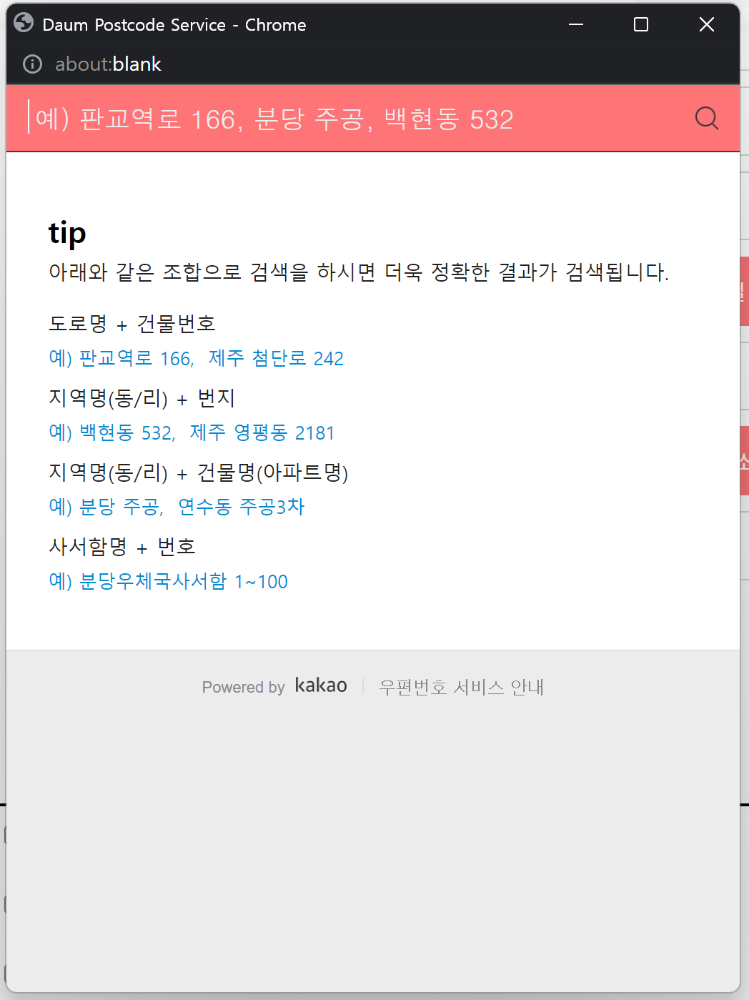 Daum Postcode Service - Chrome
about:blank
예) 판교역로 166, 분당 주공, 백현동 532
tip
아래와 같은 조합으로 검색을 하시면 더욱 정확한 결과가 검색됩니다.
도로명 + 건물번호
예) 판교역로 166, 제주 첨단로 242
지역명(동/리) + 번지
예) 백현동 532, 제주 영평동 2181
지역명(동/리) + 건물명(아파트명)
예) 분당 주공, 연수동 주공3차
사서함명 + 번호
예) 분당우체국사서함 1~100
Powered by kakao 우편번호 서비스 안내